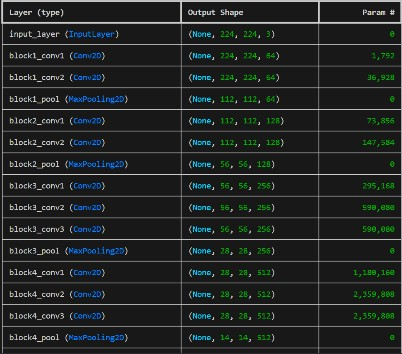 Layer (type) Output Shape Param #
input_layer (InputLayer) (None, 224, 224, 3) 0
block1_conv1 (Conv2D) (None, 224, 224, 64) 1,792
block1_conv2 (Conv2D) (None, 224, 224, 64) 36,928
block1_pool (MaxPooling2D) (None, 112, 112, 64) 0
block2_conv1 (Conv2D) (None, 112, 112, 128) 73,856
block2_conv2 (Conv2D) (None, 112, 112, 128) 147,584
block2_pool (MaxPooling2D) (None, 56, 56, 128) 0
block3_conv1 (Conv2D) (None, 56, 56, 256) 295,168
block3_conv2 (Conv2D) (None, 56, 56, 256) 590,080
block3_conv3 (Conv2D) (None, 56, 56, 256) 590,080
block3_pool (MaxPooling2D) (None, 28, 28, 256) 0
block4_conv1 (Conv2D) (None, 28, 28, 512) 1,180,160
block4_conv2 (Conv2D) (None, 28, 28, 512) 2,359,808
block4_conv3 (Conv2D) (None, 28, 28, 512) 2,359,808
block4_pool (MaxPooling2D) (None, 14, 14, 512) 0